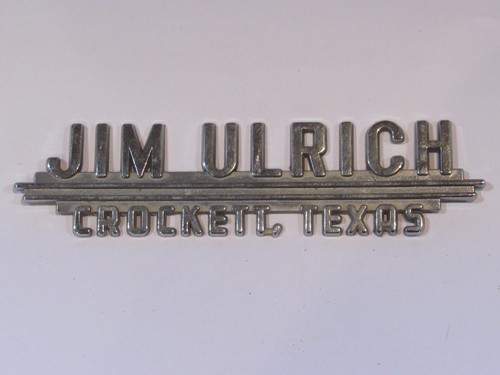 JIM ULRICH
CROCKETT, TEXAS